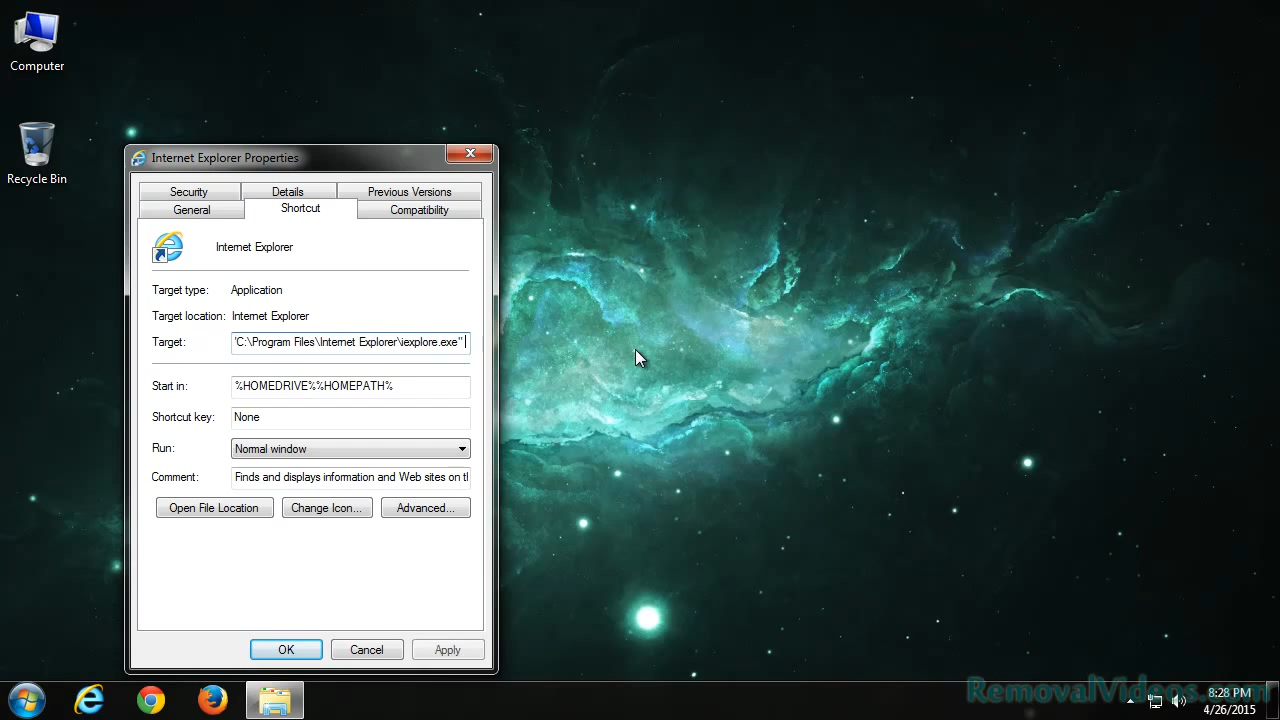 Computer
Recycle Bin
Internet Explorer Properties
Security Details Previous Versions
General Shortcut Compatibility
Internet Explorer
Target type: Application
Target location: Internet Explorer
Target: 'C:\Program Files\Internet Explorer\iexplore.exe"
Start in: %HOMEDRIVE%%HOMEPATH%
Shortcut key: None
Run: Normal window
Comment: Finds and displays information and Web sites on th
Open File Location Change Icon... Advanced...
OK Cancel Apply
RemovalVideos.com
8:28 PM
4/26/2015